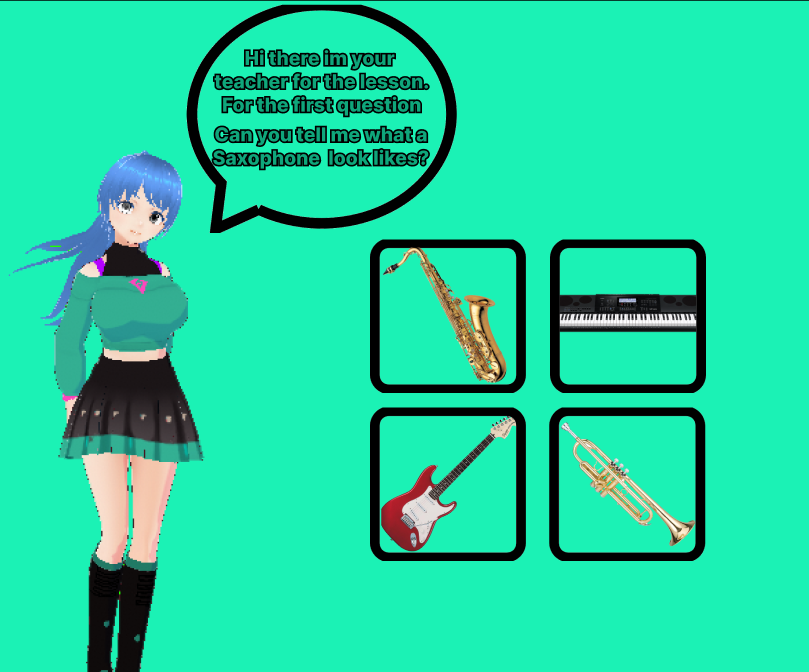 Hi there im your
teacher for the lesson.
For the first question
Can you tell me what a
Saxophone look likes?